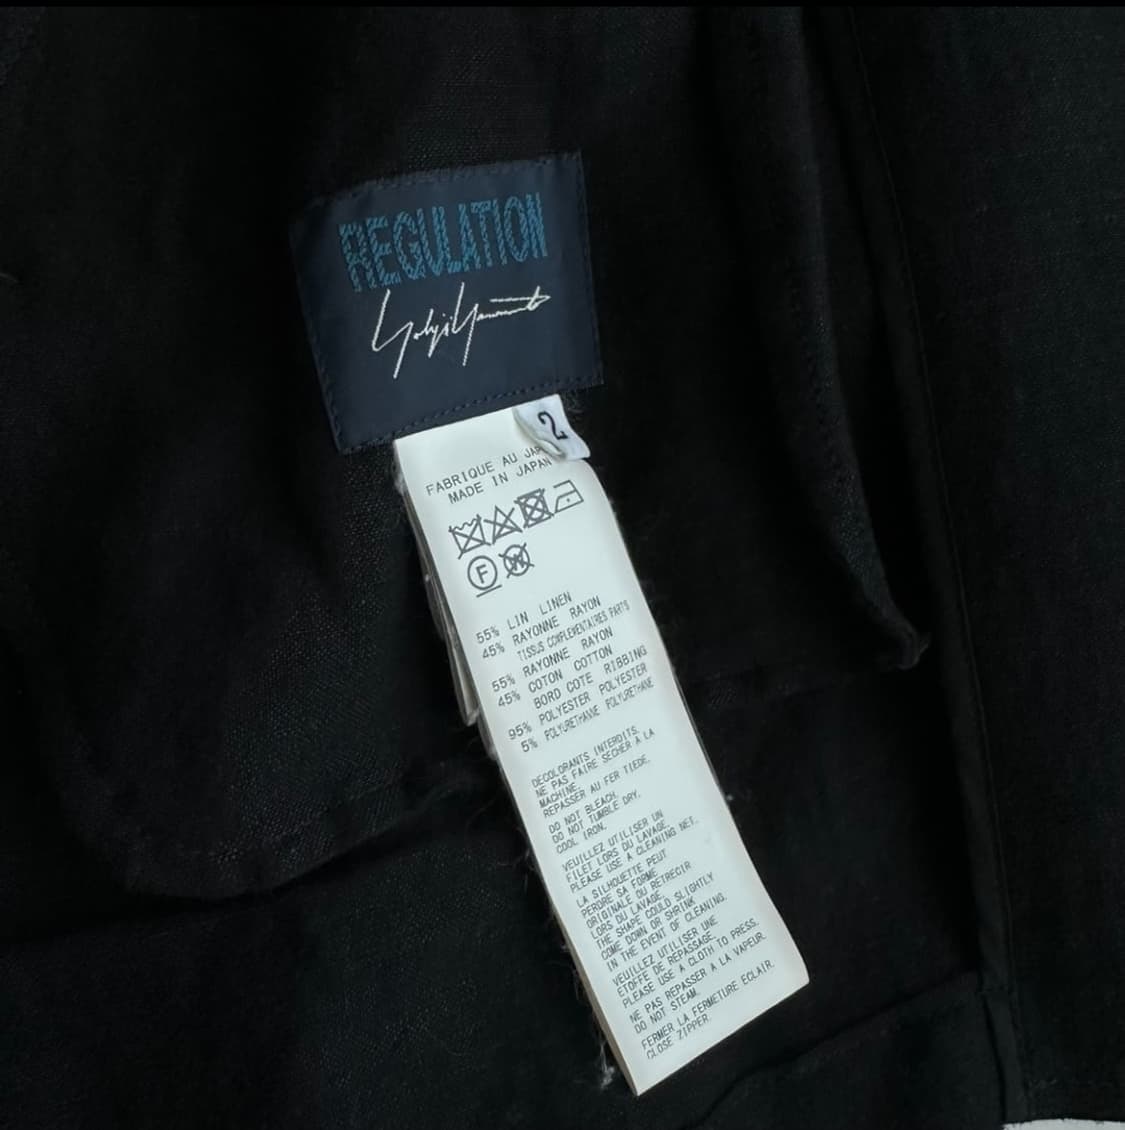 REGULATION
Yohji Yamamoto
2
FABRIQUE AU JAP
MADE IN JAPAN
F
W
55% LIN LINEN
45% RAYONNE RAYON
TISSUS COMPLEMENTAIRES PARTS
55% RAYONNE RAYON
45% COTON COTTON
BORD COTE RIBBING
95% POLYESTER POLYESTER
5% POLYURETHANNE POLYURETHANE
DECOLORANTS INTERDITS.
NE PAS FAIRE SECHER A LA
MACHINE.
REPASSER AU FER TIEDE.
DO NOT BLEACH.
DO NOT TUMBLE DRY.
COOL IRON.
VEUILLEZ UTILISER UN
FILET LORS DU LAVAGE.
PLEASE USE A CLEANING NET.
LA SILHOUETTE PEUT
PERDRE SA FORME
ORIGINALE OU RETRECIR
LORS DU LAVAGE.
THE SHAPE COULD SLIGHTLY
COME DOWN OR SHRINK
IN THE EVENT OF CLEANING.
VEUILLEZ UTILISER UNE
ETOFFE DE REPASSAGE.
PLEASE USE A CLOTH TO PRESS.
NE PAS REPASSER A LA VAPEUR.
DO NOT STEAM.
FERMER LA FERMETURE ECLAIR.
CLOSE ZIPPER.